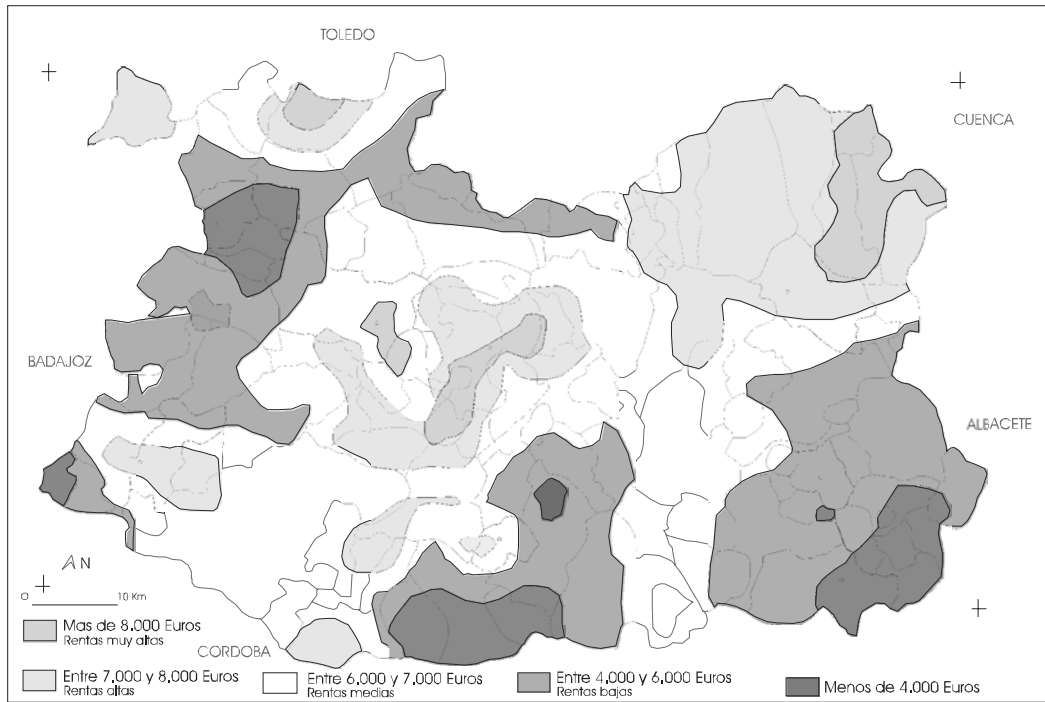 TOLEDO
CUENCA
BADAJOZ
ALBACETE
N
0 10 Km
CORDOBA
Mas de 8.000 Euros
Rentas muy altas
Entre 7.000 y 8.000 Euros
Rentas altas
Entre 6.000 y 7.000 Euros
Rentas medias
Entre 4.000 y 6.000 Euros
Rentas bajas
Menos de 4.000 Euros